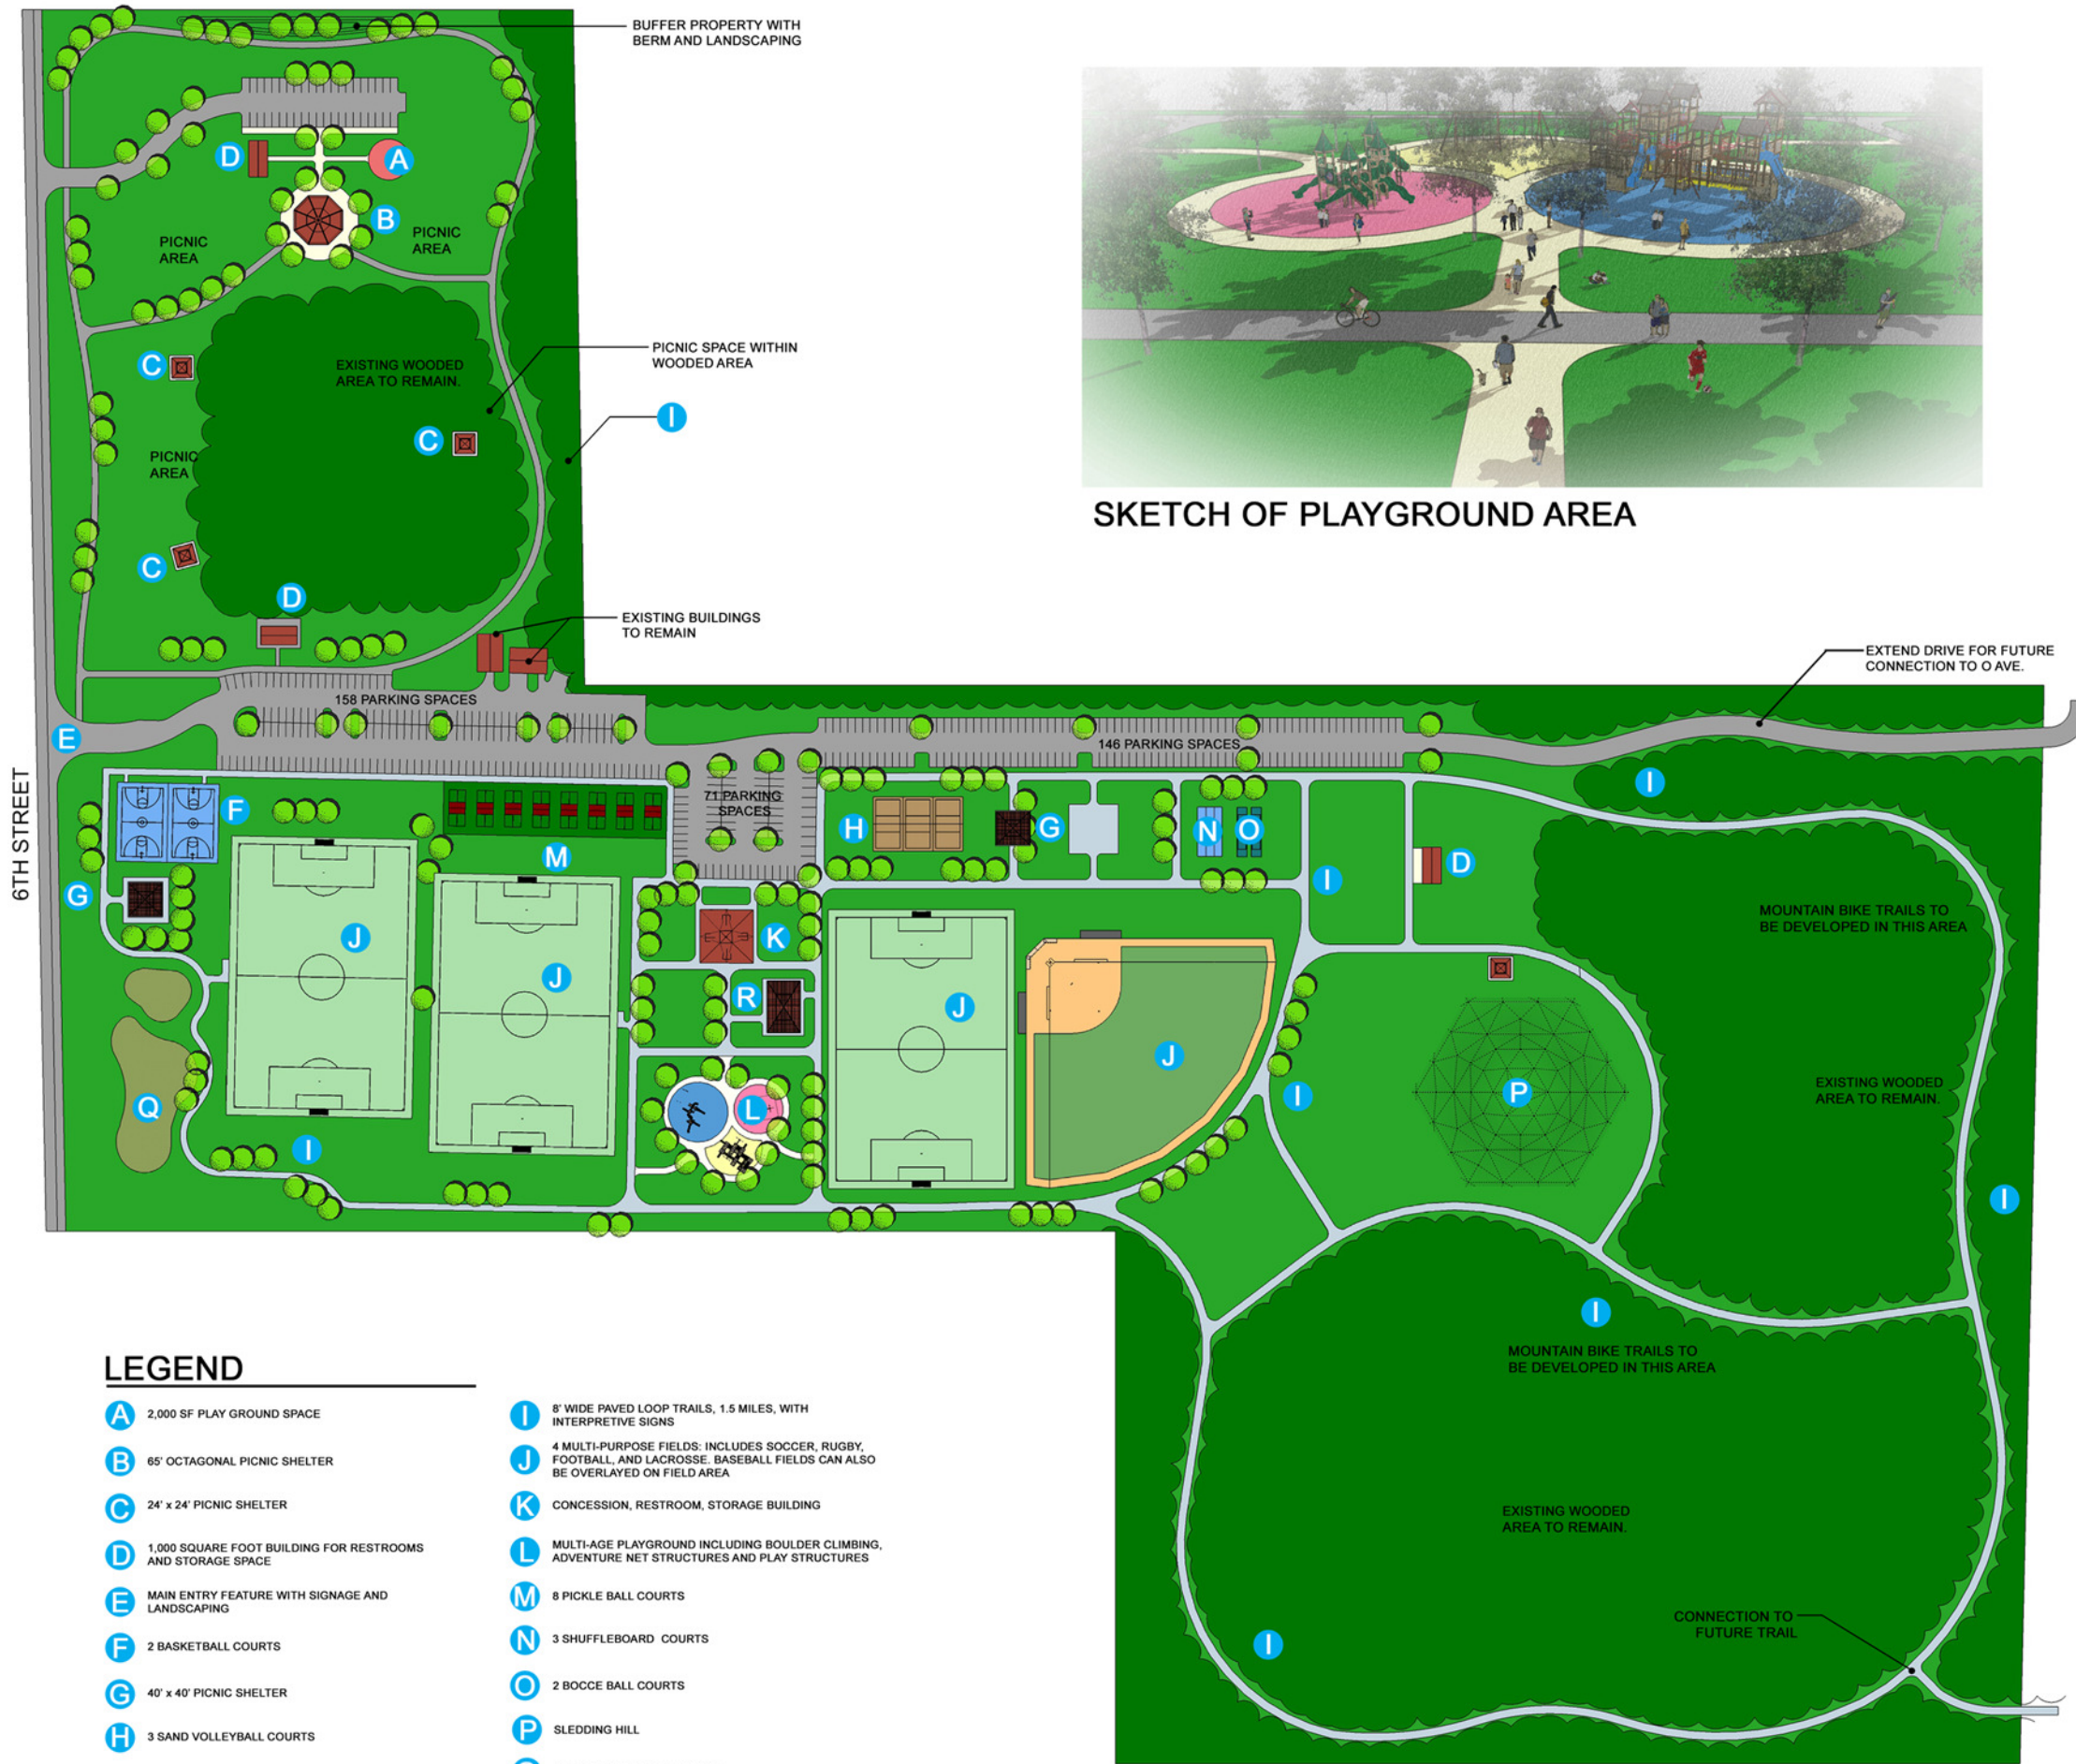 BUFFER PROPERTY WITH
BERM AND LANDSCAPING
D
A
B
PICNIC
AREA
PICNIC
AREA
C
EXISTING WOODED
AREA TO REMAIN.
PICNIC SPACE WITHIN
WOODED AREA
I
C
PICNIC
AREA
C
D
SKETCH OF PLAYGROUND AREA
EXISTING BUILDINGS
TO REMAIN
EXTEND DRIVE FOR FUTURE
CONNECTION TO O AVE.
158 PARKING SPACES
E
146 PARKING SPACES
6TH STREET
71 PARKING
SPACES
I
F
H
G
N
O
M
G
I
D
J
K
J
R
J
J
MOUNTAIN BIKE TRAILS TO
BE DEVELOPED IN THIS AREA
EXISTING WOODED
AREA TO REMAIN.
P
I
Q
L
I
I
I
MOUNTAIN BIKE TRAILS TO
BE DEVELOPED IN THIS AREA
EXISTING WOODED
AREA TO REMAIN.
CONNECTION TO
FUTURE TRAIL
I
LEGEND
A 2,000 SF PLAY GROUND SPACE
B 65' OCTAGONAL PICNIC SHELTER
C 24' x 24' PICNIC SHELTER
D 1,000 SQUARE FOOT BUILDING FOR RESTROOMS
AND STORAGE SPACE
E MAIN ENTRY FEATURE WITH SIGNAGE AND
LANDSCAPING
F 2 BASKETBALL COURTS
G 40' x 40' PICNIC SHELTER
H 3 SAND VOLLEYBALL COURTS
I 8' WIDE PAVED LOOP TRAILS, 1.5 MILES, WITH
INTERPRETIVE SIGNS
J 4 MULTI-PURPOSE FIELDS: INCLUDES SOCCER, RUGBY,
FOOTBALL, AND LACROSSE. BASEBALL FIELDS CAN ALSO
BE OVERLAYED ON FIELD AREA
K CONCESSION, RESTROOM, STORAGE BUILDING
L MULTI-AGE PLAYGROUND INCLUDING BOULDER CLIMBING,
ADVENTURE NET STRUCTURES AND PLAY STRUCTURES
M 8 PICKLE BALL COURTS
N 3 SHUFFLEBOARD COURTS
O 2 BOCCE BALL COURTS
P SLEDDING HILL